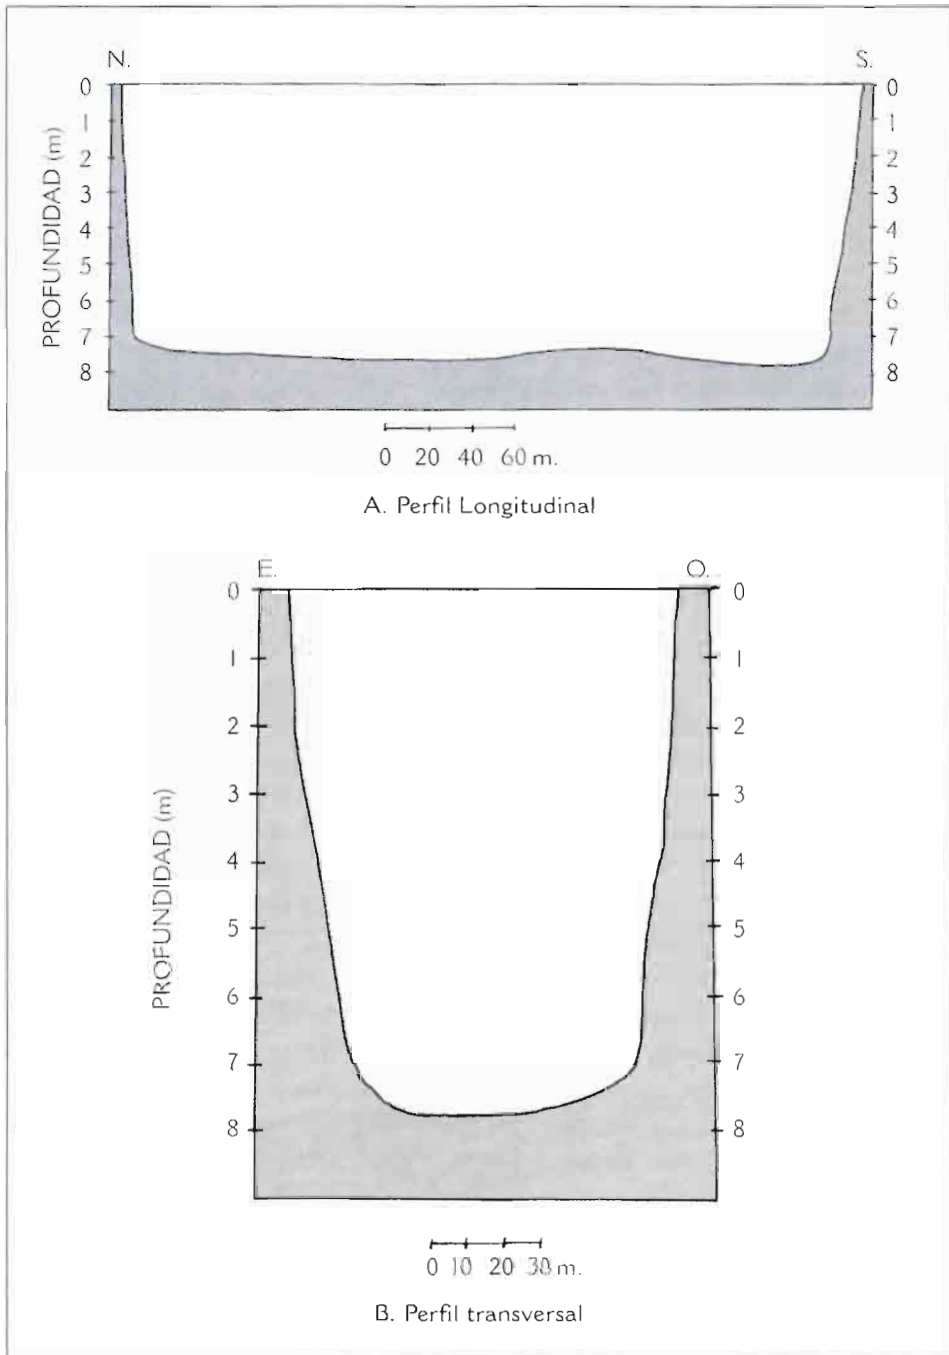 N. S.
0 0
1 1
2 2
3 3
4 4
5 5
6 6
7 7
8 8
PROFUNDIDAD (m)
0 20 40 60 m.
A. Perfil Longitudinal
E. O.
0 0
1 1
2 2
3 3
4 4
5 5
6 6
7 7
8 8
PROFUNDIDAD (m)
0 10 20 30 m.
B. Perfil transversal